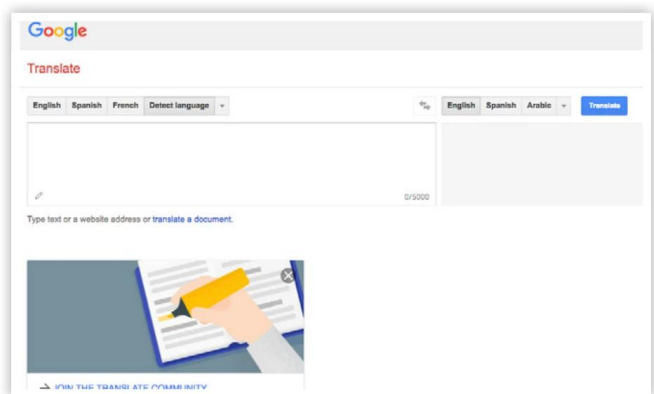 Google
Translate
English Spanish French Detect language English Spanish Arabic Translate
0/5000
Type text or a website address or translate a document.
JOIN THE TRANSLATE COMMUNITY